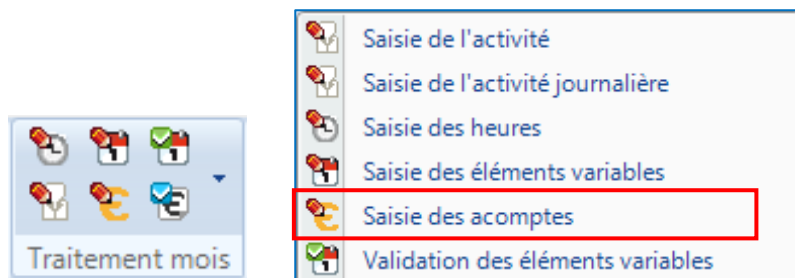 Traitement mois
Saisie de l'activité
Saisie de l'activité journalière
Saisie des heures
Saisie des éléments variables
Saisie des acomptes
Validation des éléments variables